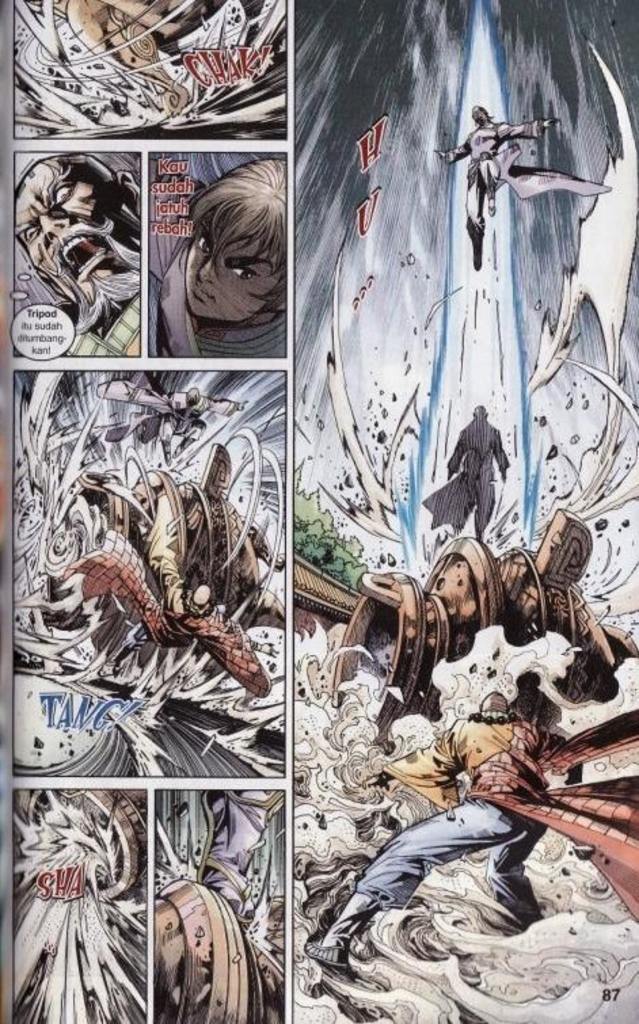 CHAK!
Tripod
itu sudah
ditumbang-
kan!
Kau
sudah
jatuh
rebah!
TANG!
SHA
H
U
...
87